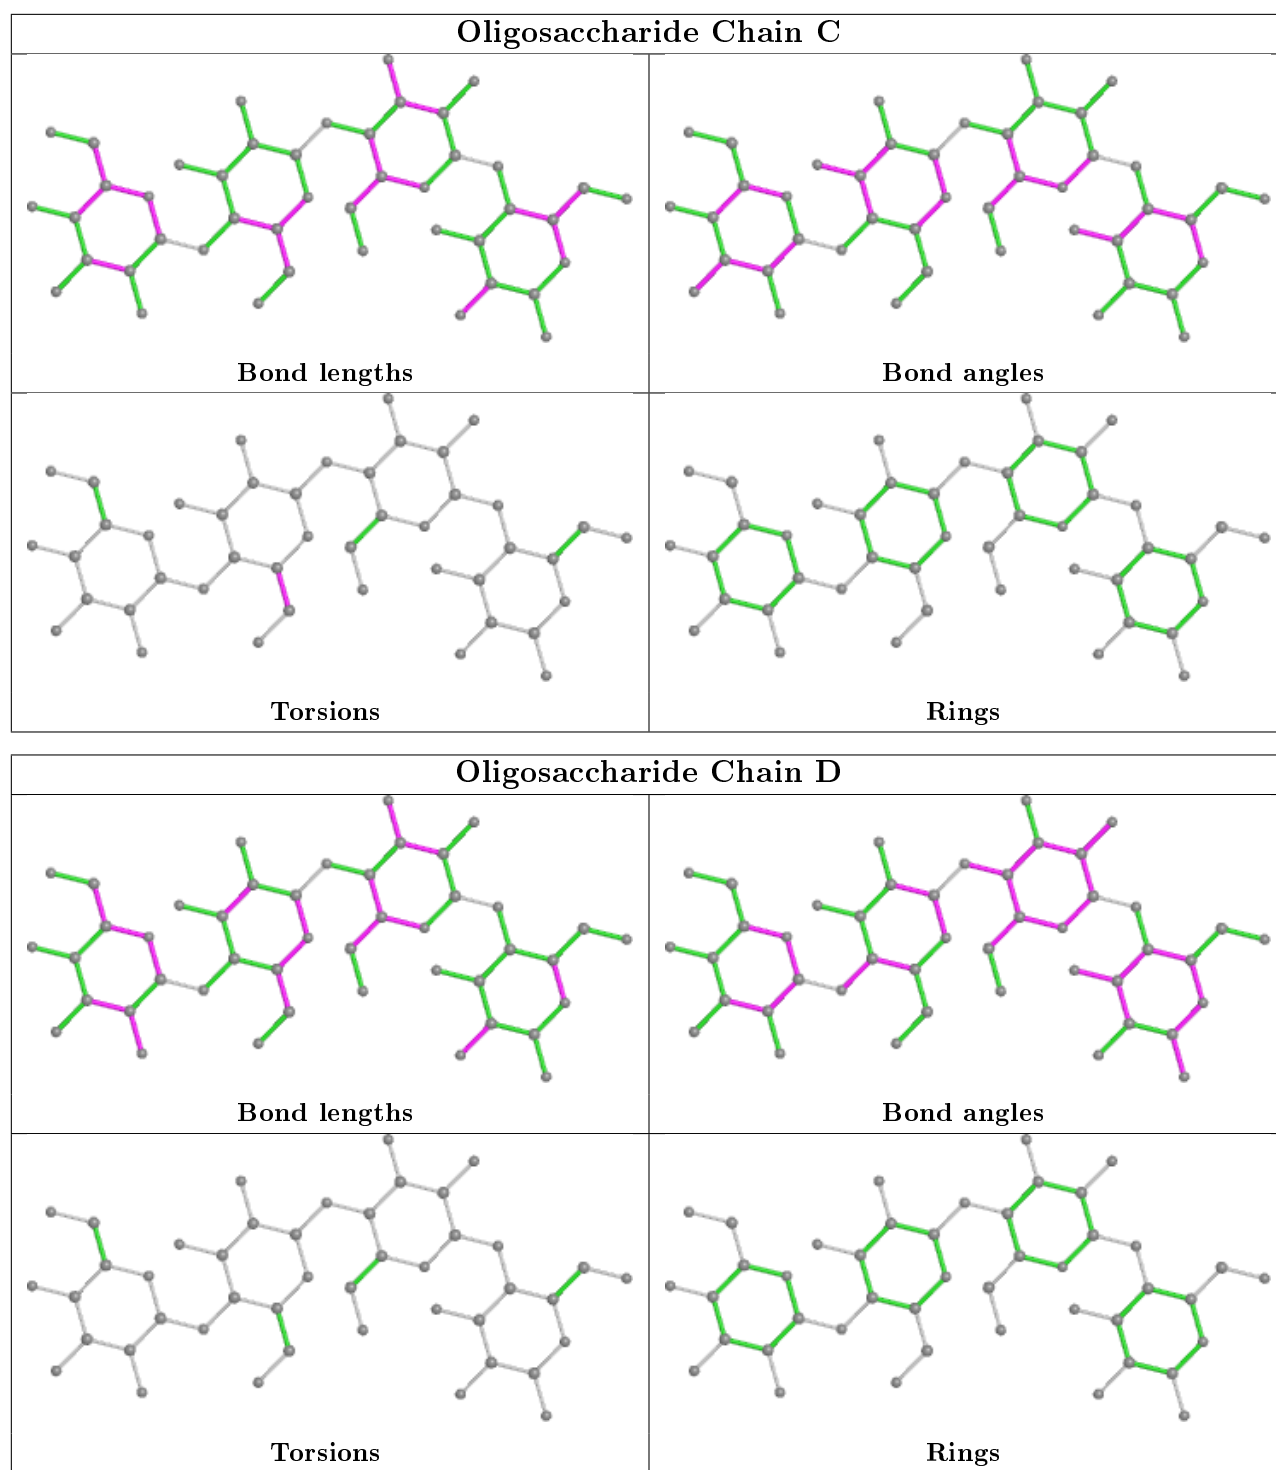 Oligosaccharide Chain C
Bond lengths
Bond angles
Torsions
Rings
Oligosaccharide Chain D
Bond lengths
Bond angles
Torsions
Rings